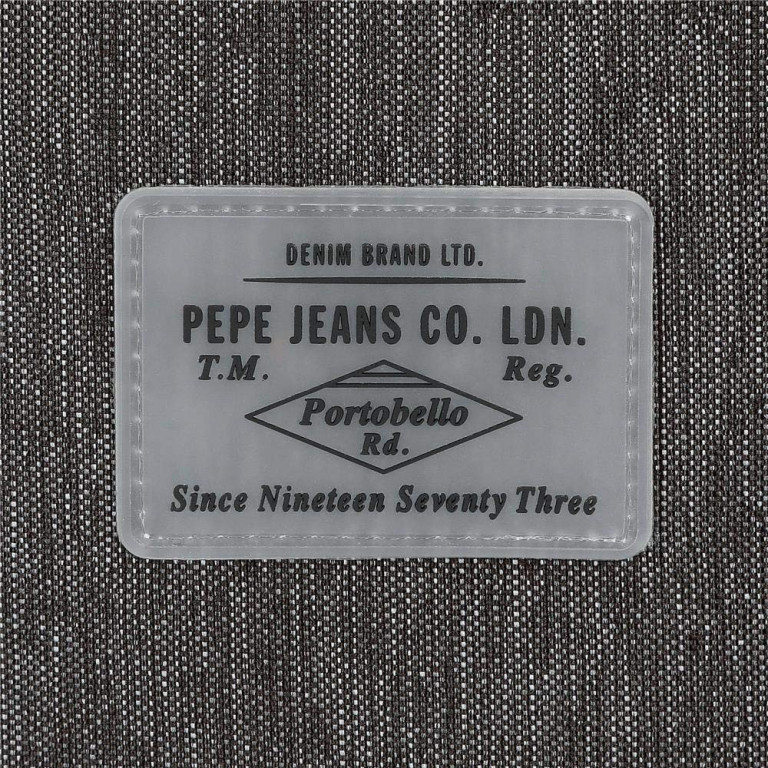 DENIM BRAND LTD.
PEPE JEANS CO. LDN.
T.M. Reg.
Portobello
Rd.
Since Nineteen Seventy Three